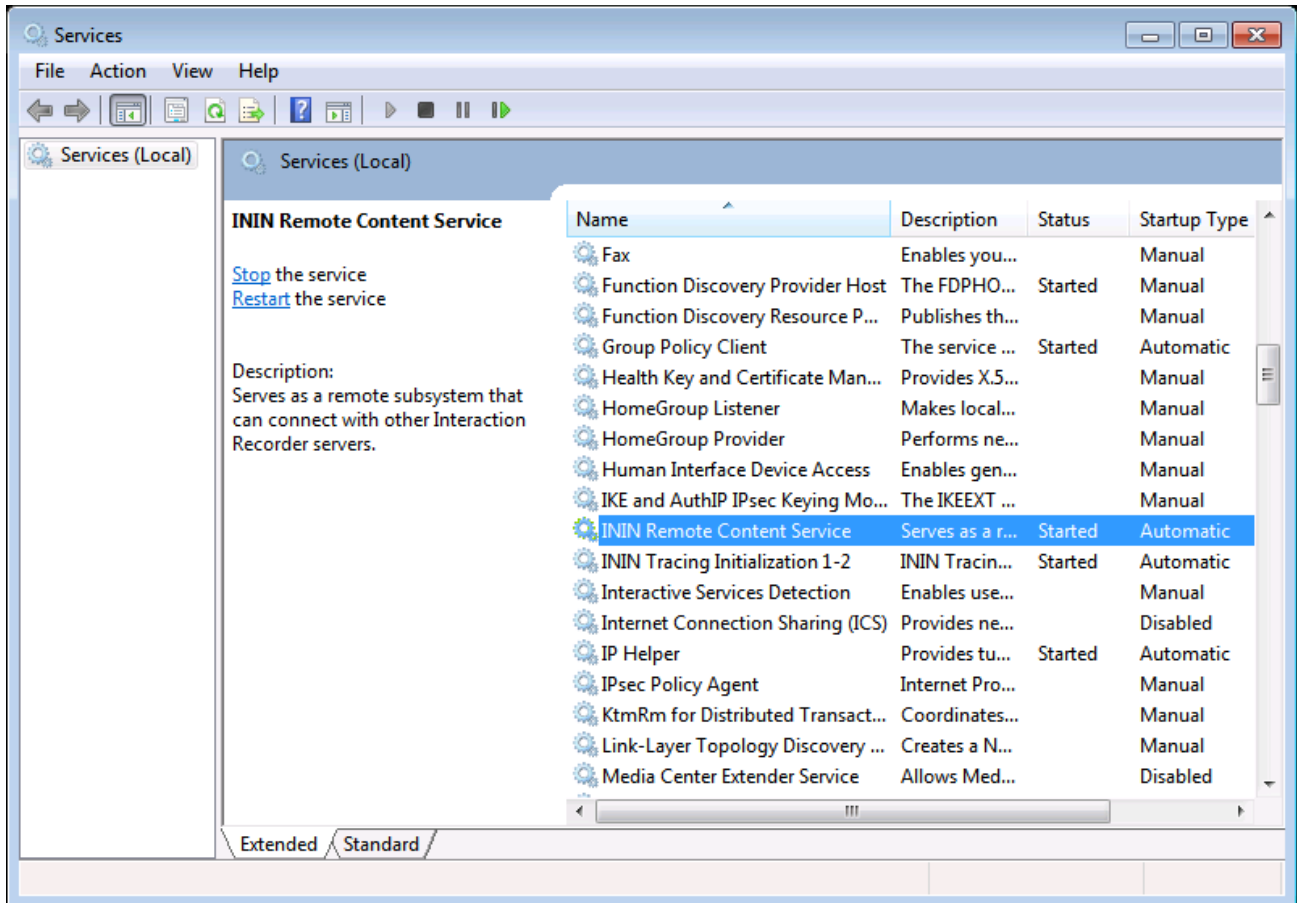 Services
File Action View Help
Services (Local)
Services (Local)
ININ Remote Content Service
Stop the service
Restart the service
Description:
Serves as a remote subsystem that
can connect with other Interaction
Recorder servers.
Name Description Status Startup Type
Fax Enables you... Manual
Function Discovery Provider Host The FDPHO... Started Manual
Function Discovery Resource P... Publishes th... Manual
Group Policy Client The service ... Started Automatic
Health Key and Certificate Man... Provides X.5... Manual
HomeGroup Listener Makes local... Manual
HomeGroup Provider Performs ne... Manual
Human Interface Device Access Enables gen... Manual
IKE and AuthIP IPsec Keying Mo... The IKEEXT ... Manual
ININ Remote Content Service Serves as a r... Started Automatic
ININ Tracing Initialization 1-2 ININ Tracin... Started Automatic
Interactive Services Detection Enables use... Manual
Internet Connection Sharing (ICS) Provides ne... Disabled
IP Helper Provides tu... Started Automatic
IPsec Policy Agent Internet Pro... Manual
KtmRm for Distributed Transact... Coordinates... Manual
Link-Layer Topology Discovery ... Creates a N... Manual
Media Center Extender Service Allows Med... Disabled
Extended Standard